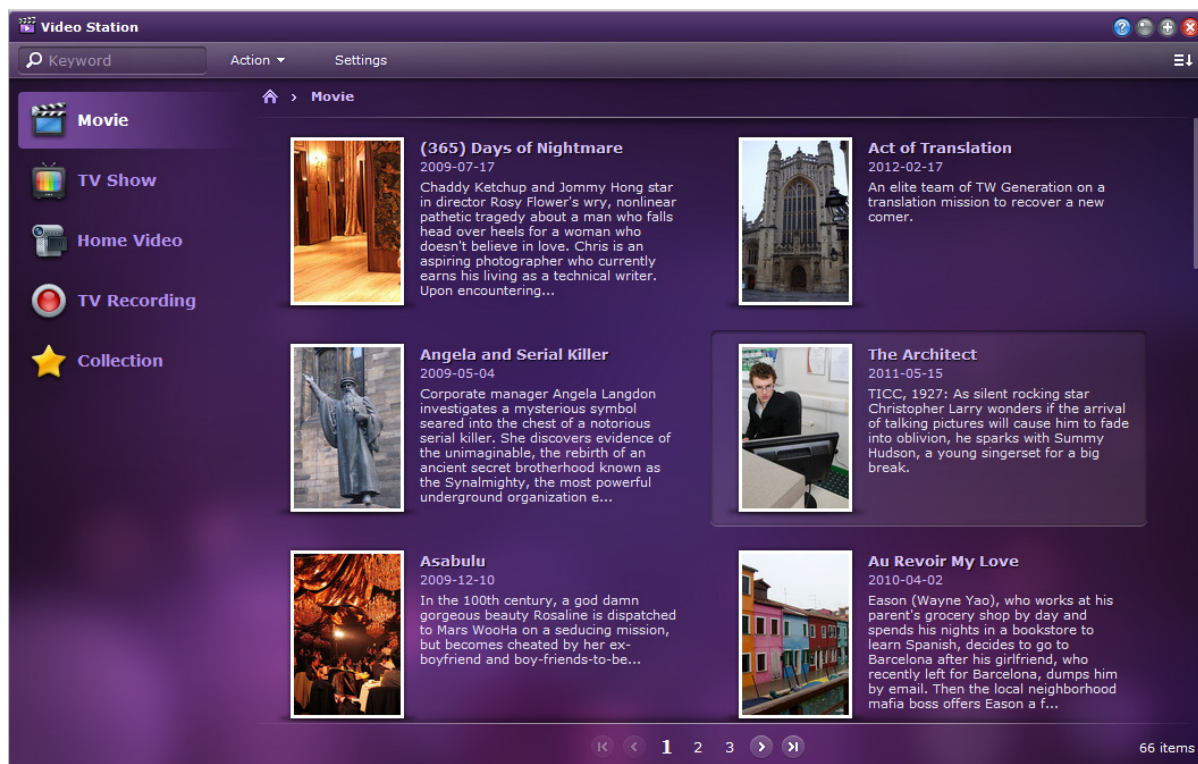 Video Station
Keyword
Action
Settings
Movie
TV Show
Home Video
TV Recording
Collection
Movie
(365) Days of Nightmare
2009-07-17
Chaddy Ketchup and Jommy Hong star
in director Rosy Flower's wry, nonlinear
pathetic tragedy about a man who falls
head over heels for a woman who
doesn't believe in love. Chris is an
aspiring photographer who currently
earns his living as a technical writer.
Upon encountering...
Act of Translation
2012-02-17
An elite team of TW Generation on a
translation mission to recover a new
comer.
Angela and Serial Killer
2009-05-04
Corporate manager Angela Langdon
investigates a mysterious symbol
seared into the chest of a notorious
serial killer. She discovers evidence of
the unimaginable, the rebirth of an
ancient secret brotherhood known as
the Synalmighty, the most powerful
underground organization e...
The Architect
2011-05-15
TICC, 1927: As silent rocking star
Christopher Larry wonders if the arrival
of talking pictures will cause him to fade
into oblivion, he sparks with Summy
Hudson, a young singerset for a big
break.
Asabulu
2009-12-10
In the 100th century, a god damn
gorgeous beauty Rosaline is dispatched
to Mars WooHa on a seducing mission,
but becomes cheated by her ex-
boyfriend and boy-friends-to-be...
Au Revoir My Love
2010-04-02
Eason (Wayne Yao), who works at his
parent's grocery shop by day and
spends his nights in a bookstore to
learn Spanish, decides to go to
Barcelona after his girlfriend, who
recently left for Barcelona, dumps him
by email. Then the local neighborhood
mafia boss offers Eason a f...
1 2 3
66 items